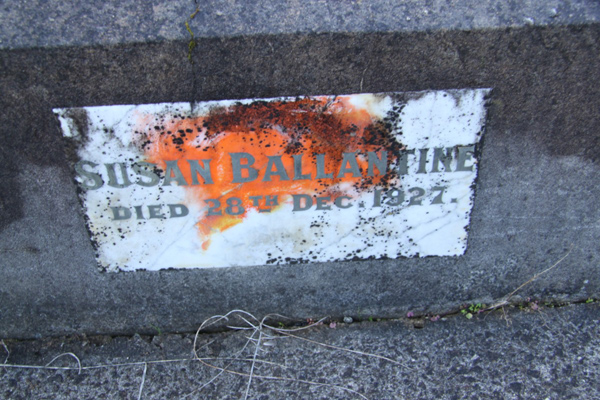 SUSAN BALLANTINE
DIED 28TH DEC. 1927.